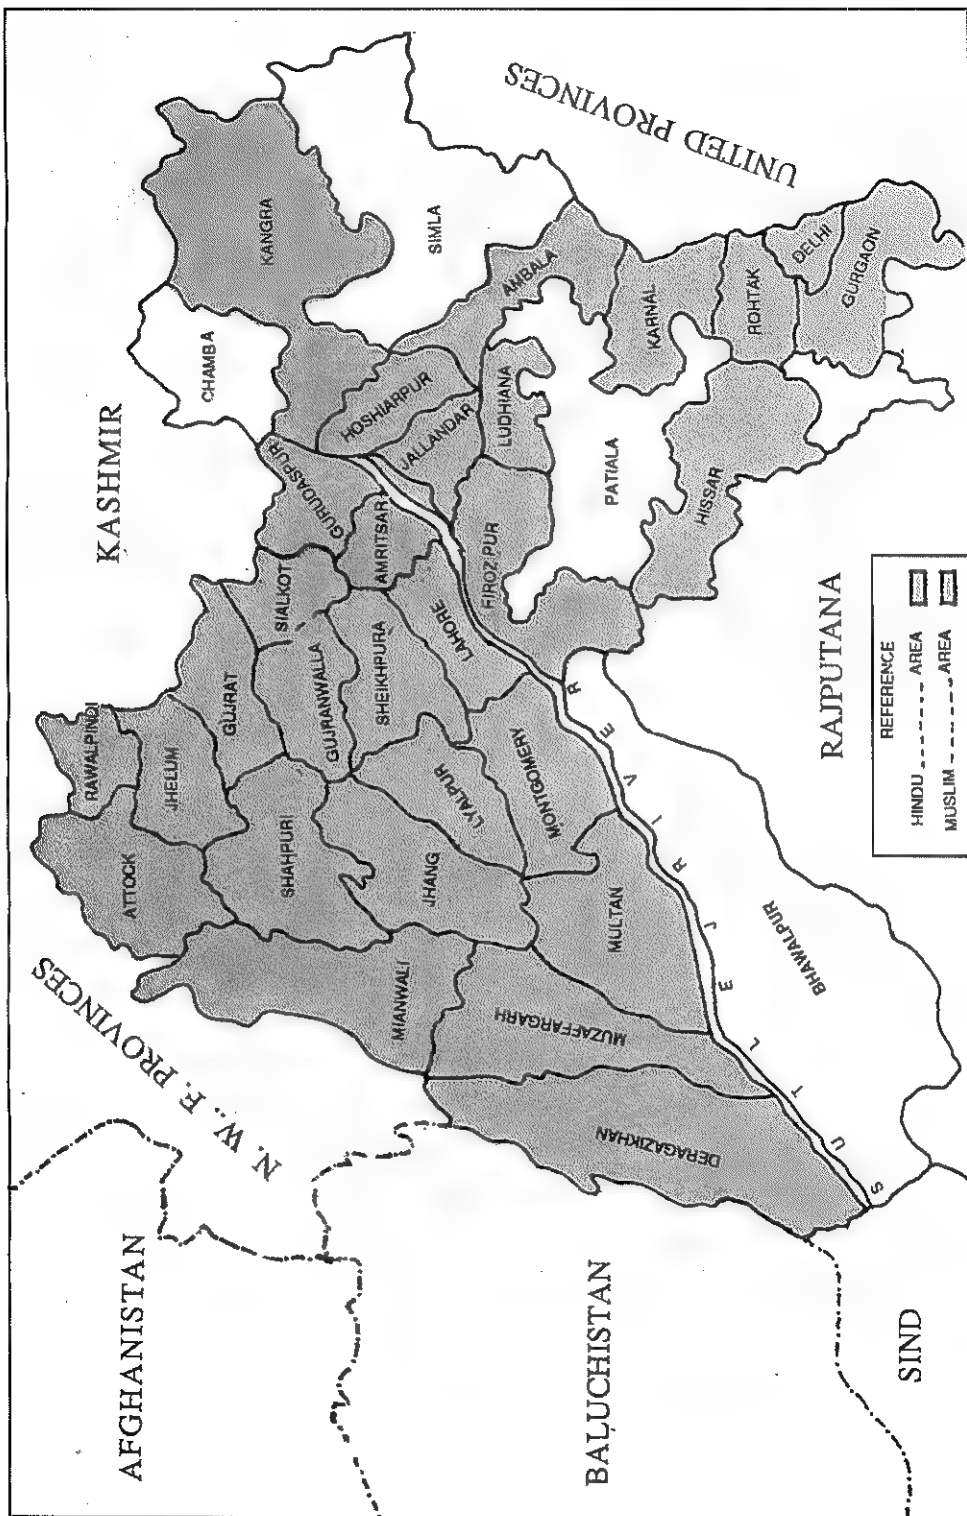 AFGHANISTAN
N. W. F. PROVINCES
KASHMIR
BALUCHISTAN
SIND
RAJPUTANA
UNITED PROVINCES
RAWALPINDI
ATTOCK
JHELUM
GUJRAT
SHAHPURI
SIALKOT
GUJRANWALLA
SHEIKHPURA
MIANWALI
JHANG
LYALPUR
LAHORE
AMRITSAR
GURUDASPUR
MONTGOMERY
MULTAN
MUZAFFARGARH
DERAGAZIKHAN
CHAMBA
KANGRA
SIMLA
HOSHIARPUR
JALLANDAR
LUDHIANA
FIROZIPUR
AMBALA
PATIALA
KARNAL
ROHTAK
DELHI
GURGAON
HISSAR
BHAWALPUR
SUTLEJ RIVER
REFERENCE
HINDU ------- AREA
MUSLIM ------- AREA